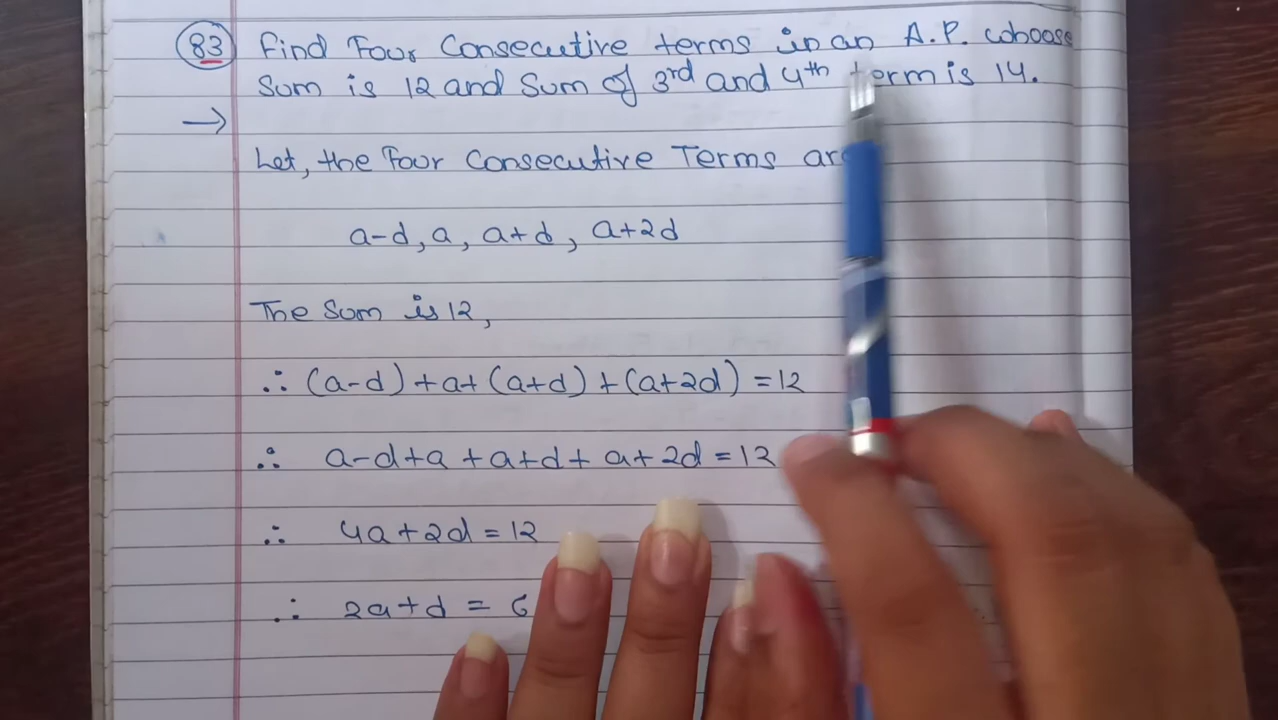 83 Find Four Consecutive terms in an A.P. whoose
Sum is 12 and Sum of 3rd and 4th term is 14.
→
Let, the Four Consecutive Terms are
a-d, a, a+d, a+2d
The Sum is 12,
∴ (a-d) + a + (a+d) + (a+2d) = 12
∴ a-d+a + a+d + a+2d = 12
∴ 4a+2d = 12
∴ 2a+d = 6